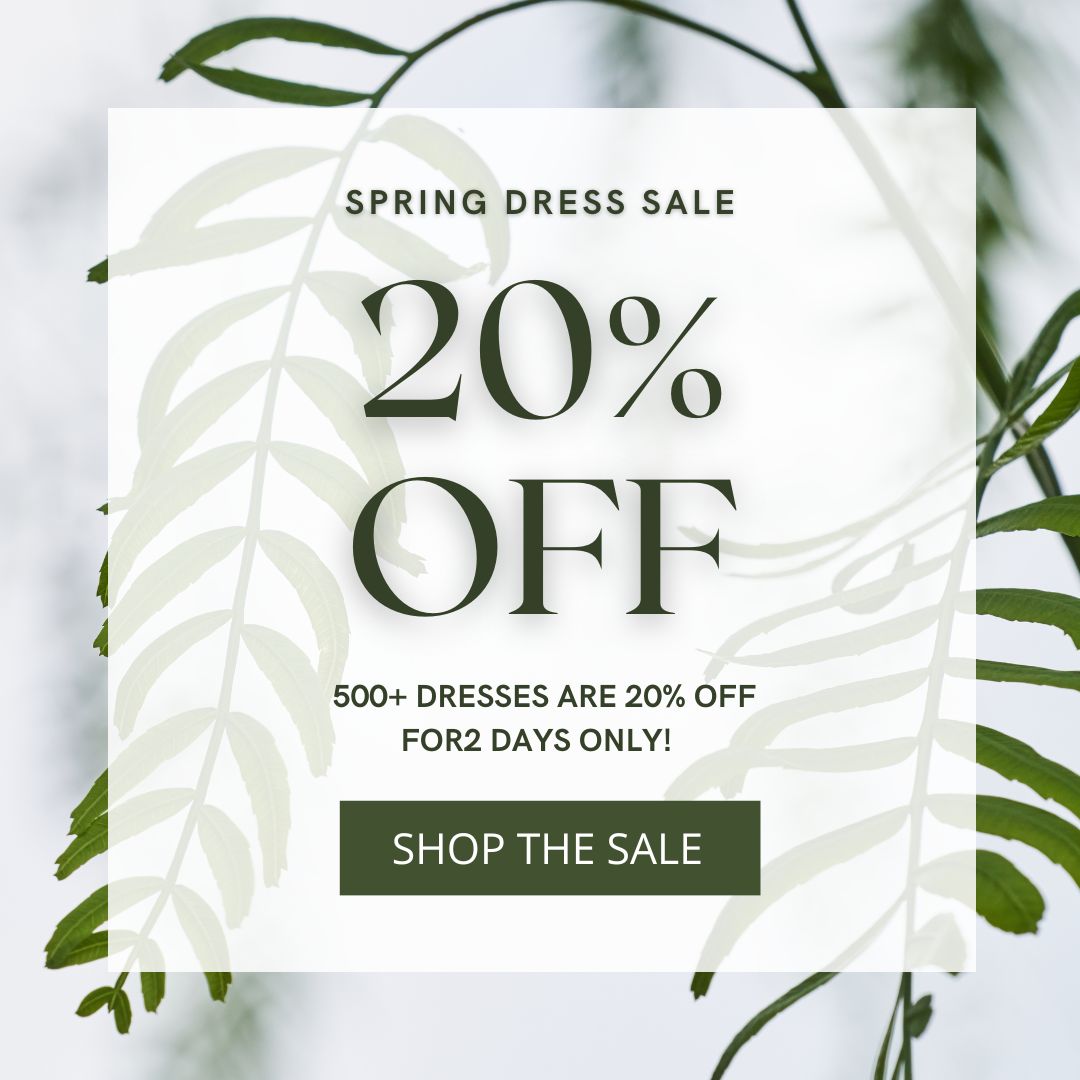 SPRING DRESS SALE
20%
OFF
500+ DRESSES ARE 20% OFF
FOR2 DAYS ONLY!
SHOP THE SALE